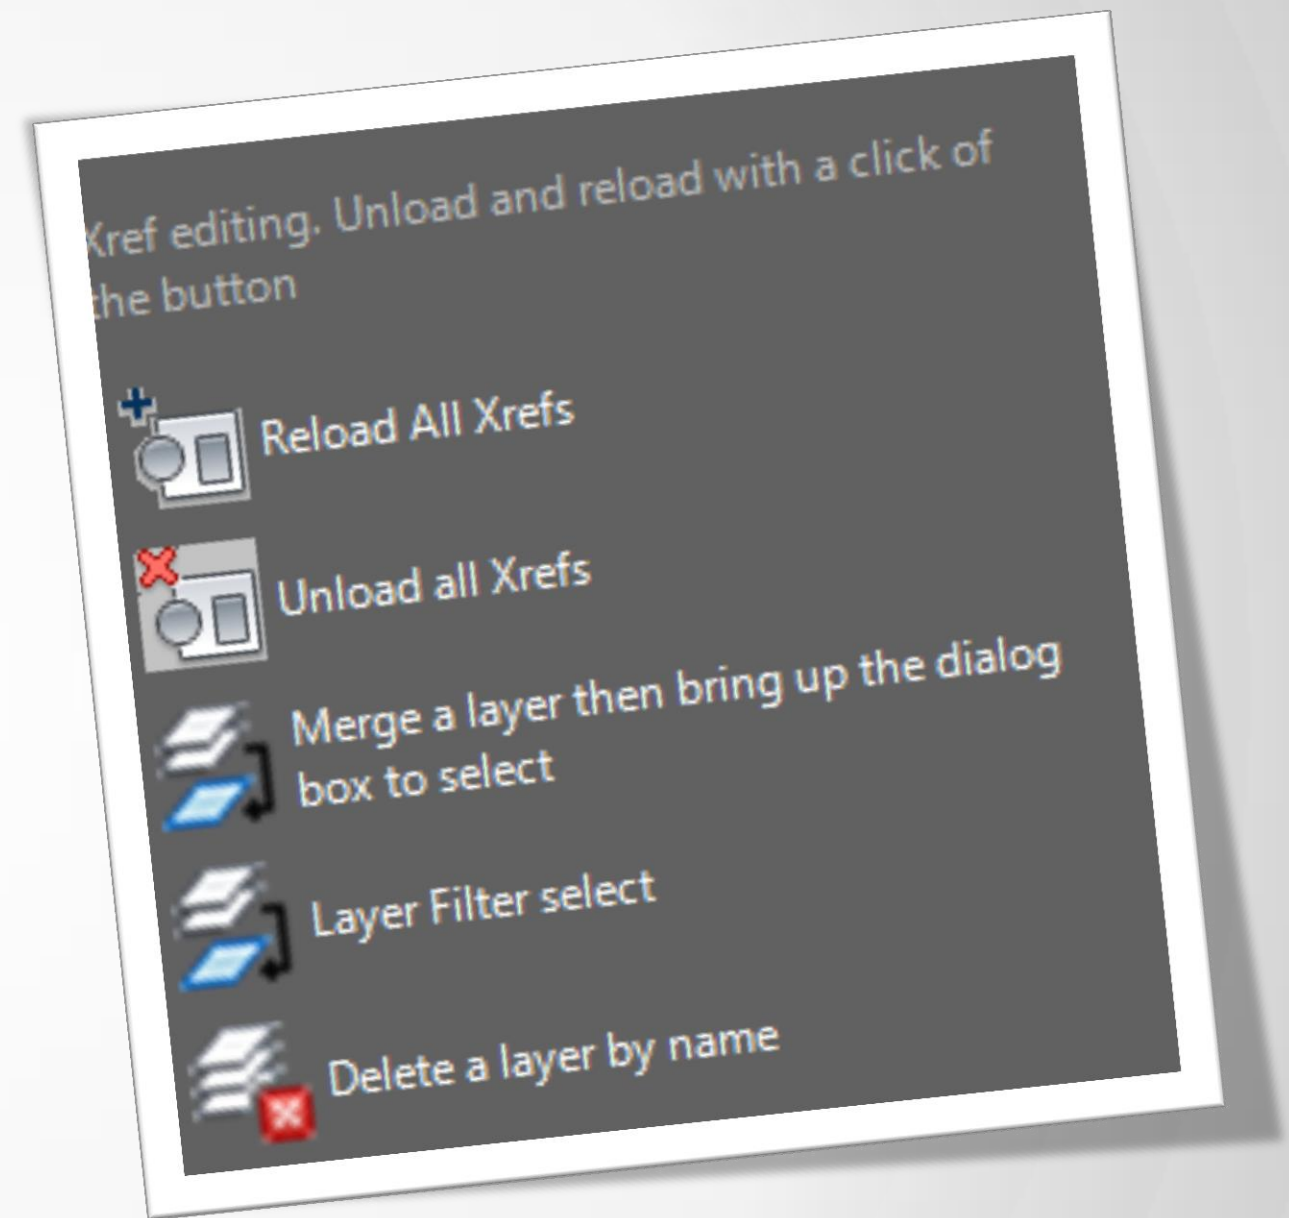 Xref editing. Unload and reload with a click of
the button
Reload All Xrefs
Unload all Xrefs
Merge a layer then bring up the dialog
box to select
Layer Filter select
Delete a layer by name